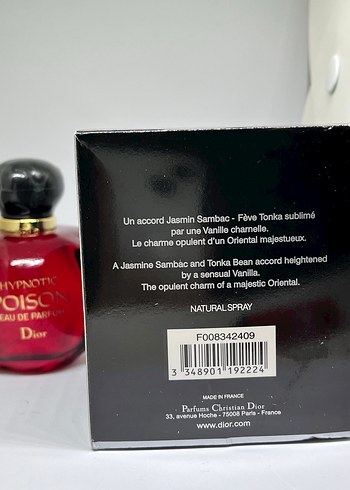 Un accord Jasmin Sambac - Fève Tonka sublimé
par une Vanille charnelle.
Le charme opulent d'un Oriental majestueux.
A Jasmine Sambac and Tonka Bean accord heightened
by a sensual Vanilla.
The opulent charm of a majestic Oriental.
NATURAL SPRAY
F008342409
3 348901 192224
MADE IN FRANCE
Parfums Christian Dior
33, avenue Hoche - 75008 Paris - France
www.dior.com
HYPNOTIC
POISON
EAU DE PARFUM
Dior